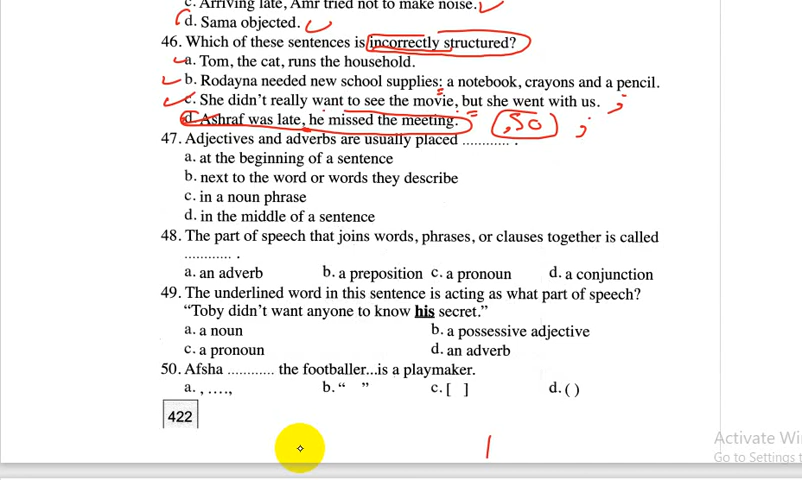 c. Arriving late, Amr tried not to make noise.
d. Sama objected.
46. Which of these sentences is incorrectly structured?
a. Tom, the cat, runs the household.
b. Rodayna needed new school supplies: a notebook, crayons and a pencil.
c. She didn't really want to see the movie, but she went with us. ;
d. Ashraf was late, he missed the meeting. , so ;
47. Adjectives and adverbs are usually placed ............ .
a. at the beginning of a sentence
b. next to the word or words they describe
c. in a noun phrase
d. in the middle of a sentence
48. The part of speech that joins words, phrases, or clauses together is called
............ .
a. an adverb b. a preposition c. a pronoun d. a conjunction
49. The underlined word in this sentence is acting as what part of speech?
“Toby didn't want anyone to know his secret.”
a. a noun b. a possessive adjective
c. a pronoun d. an adverb
50. Afsha ............ the footballer...is a playmaker.
a. , ...., b. “ ” c. [ ] d. ( )
422
Activate Wi
Go to Settings t